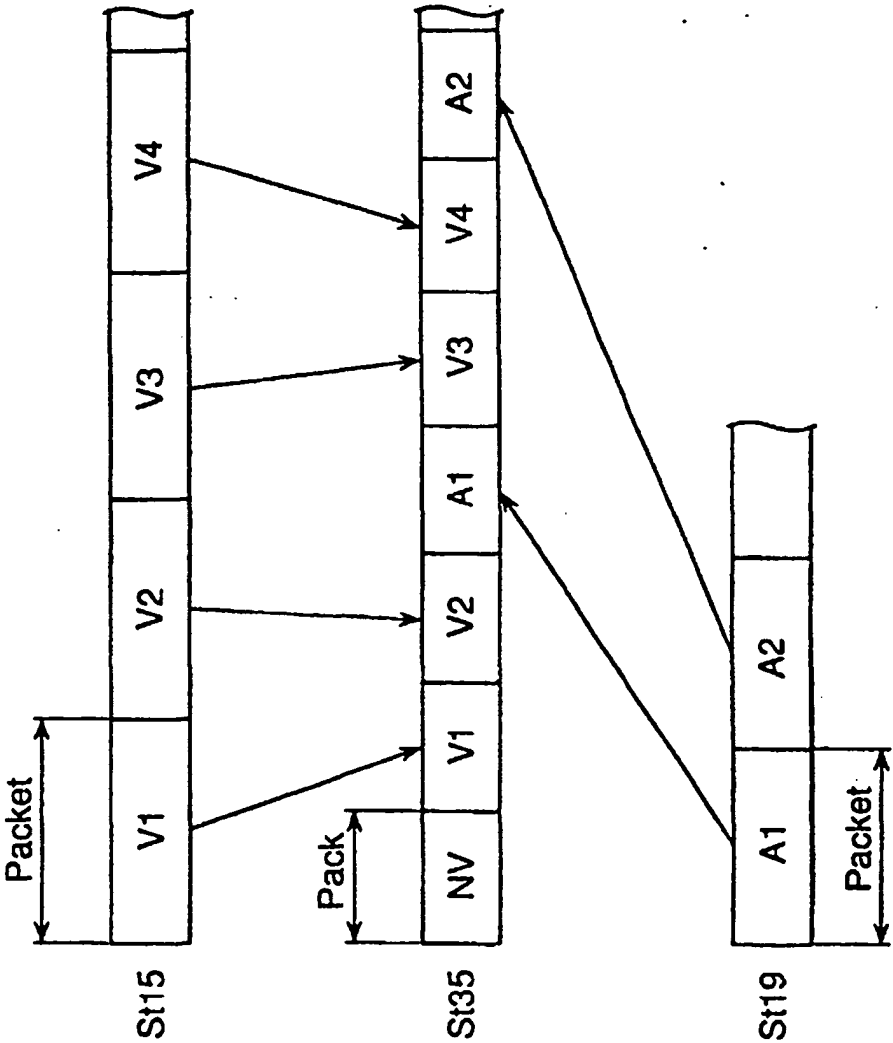 Packet
St15 V1 V2 V3 V4
Pack
St35 NV V1 V2 A1 V3 V4 A2
St19 A1 A2
Packet